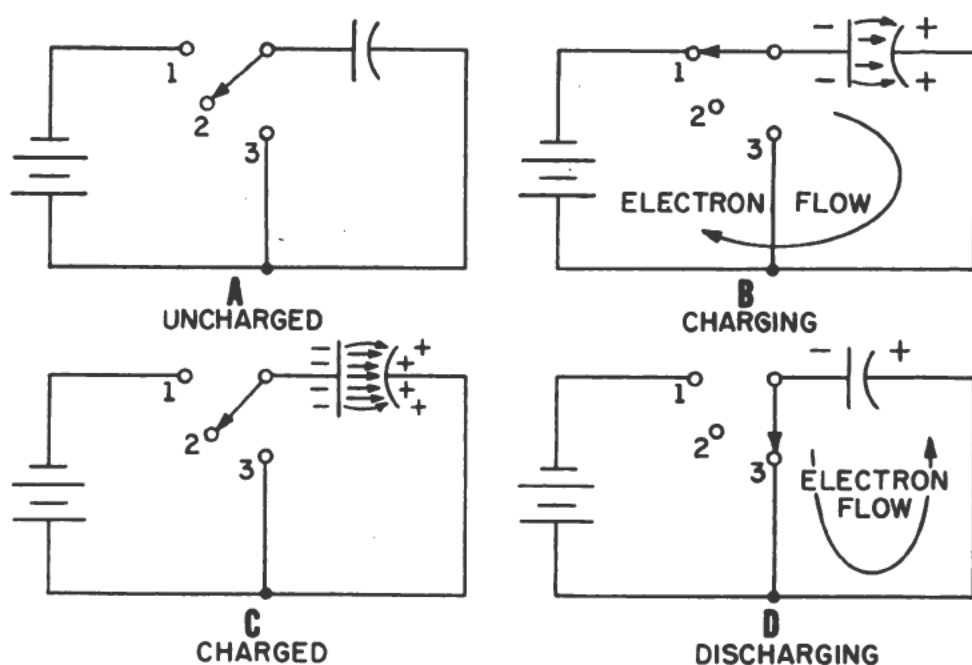 1
2
3
A
UNCHARGED
- +
- +
1
2
3
ELECTRON FLOW
B
CHARGING
- +
- +
- +
- +
1
2
3
C
CHARGED
- +
1
2
3
ELECTRON
FLOW
D
DISCHARGING